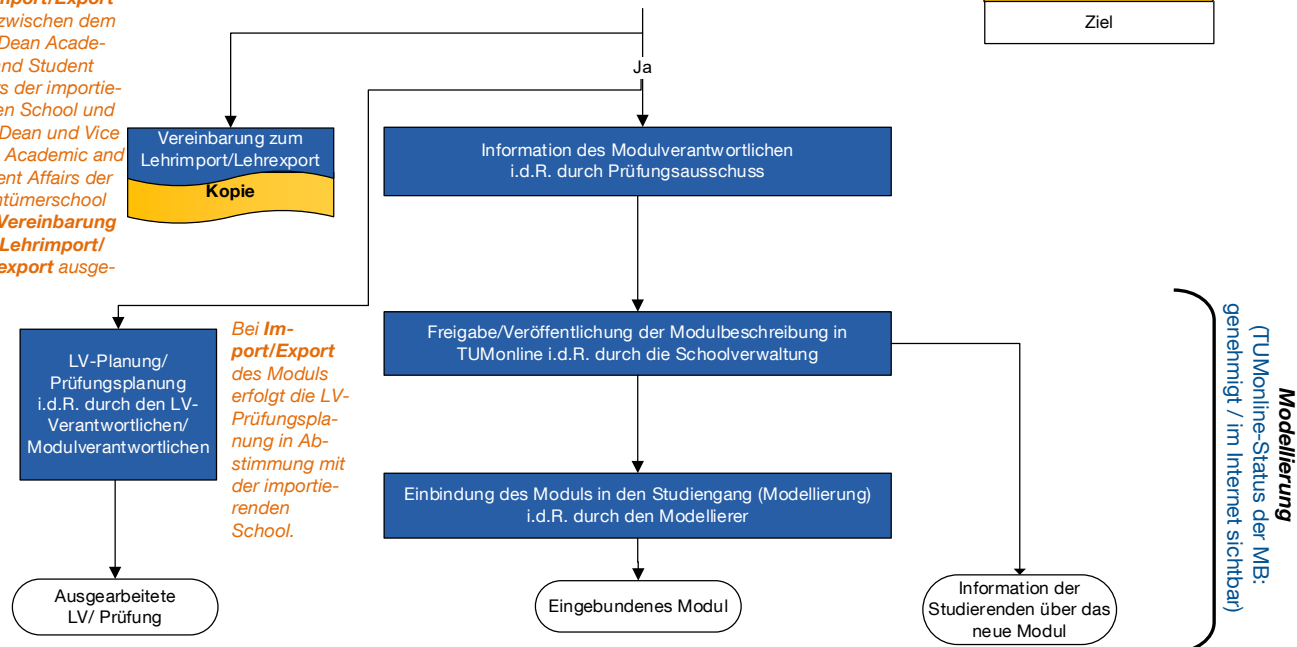 mport/Export
zwischen dem
Dean Acade-
nd Student
s der importie-
en School und
Dean und Vice
Academic and
ent Affairs der
ntümerschool
Vereinbarung
Lehrimport/
export ausge-
Ziel
Ja
Vereinbarung zum
Lehrimport/Lehrexport
Kopie
Information des Modulverantwortlichen
i.d.R. durch Prüfungsausschuss
Freigabe/Veröffentlichung der Modulbeschreibung in
TUMonline i.d.R. durch die Schoolverwaltung
LV-Planung/
Prüfungsplanung
i.d.R. durch den LV-
Verantwortlichen/
Modulverantwortlichen
Bei Im-
port/Export
des Moduls
erfolgt die LV-
Prüfungspla-
nung in Ab-
stimmung mit
der importie-
renden
School.
Einbindung des Moduls in den Studiengang (Modellierung)
i.d.R. durch den Modellierer
Ausgearbeitete
LV/ Prüfung
Eingebundenes Modul
Information der
Studierenden über das
neue Modul
Modellierung
(TUMonline-Status der MB:
genehmigt / im Internet sichtbar)